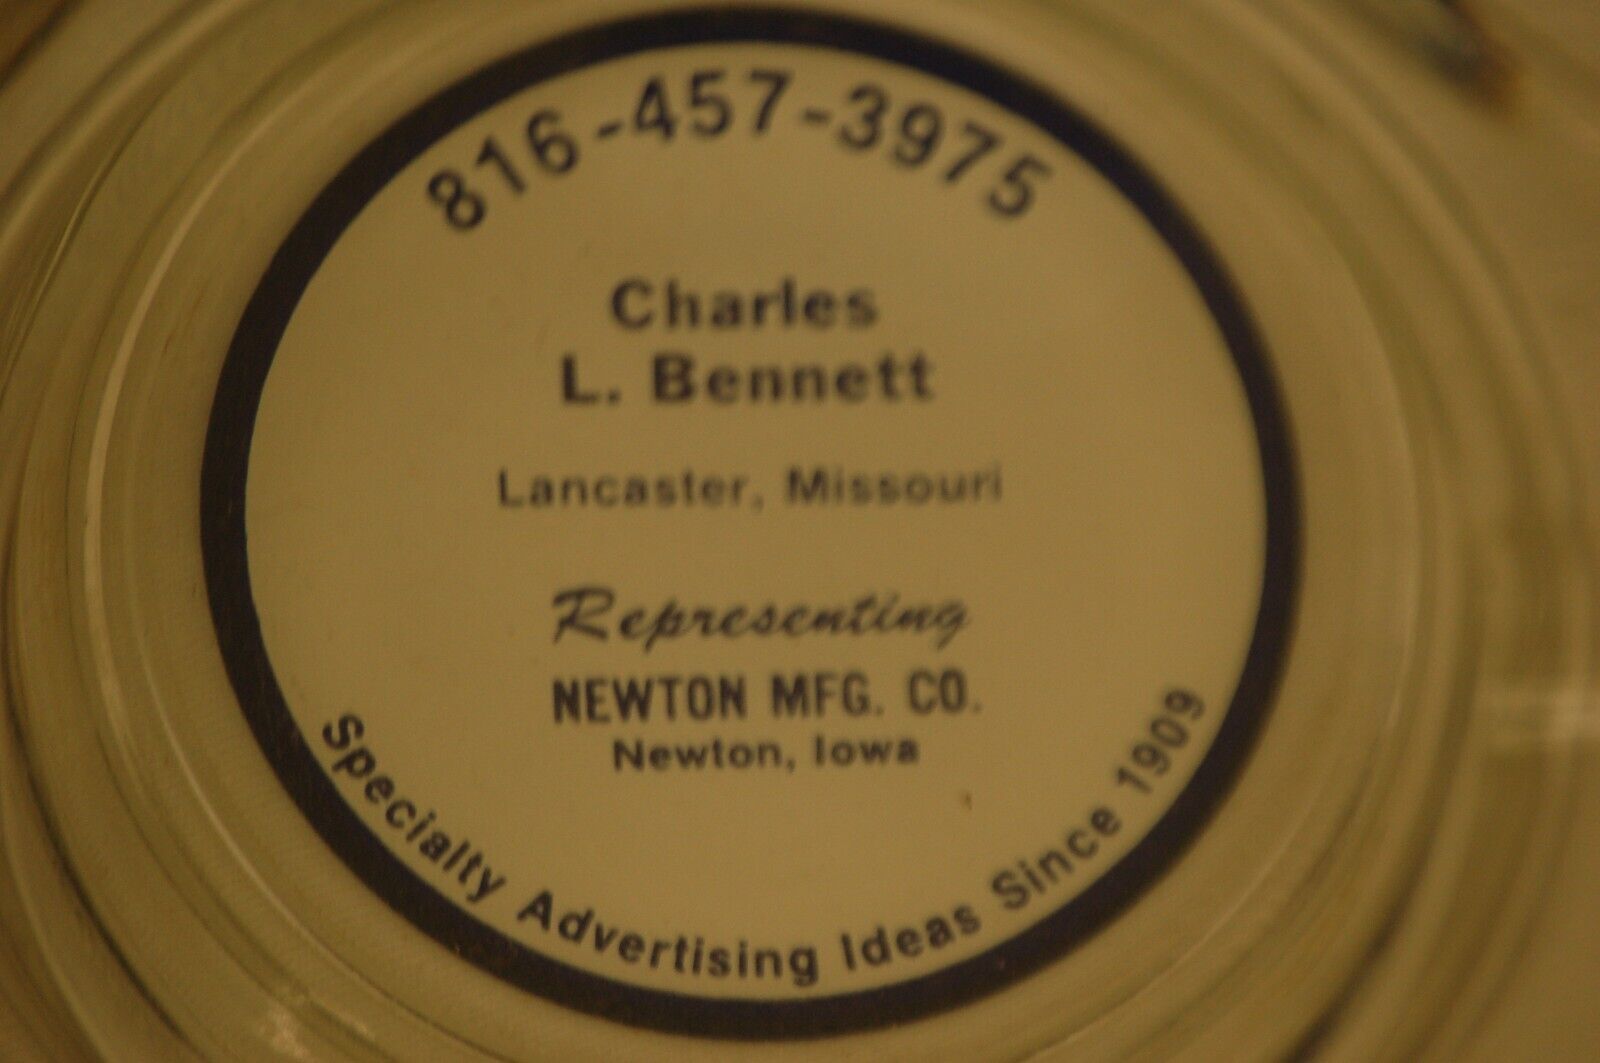 816-457-3975
Charles
L. Bennett
Lancaster, Missouri
Representing
NEWTON MFG. CO.
Newton, Iowa
Specialty Advertising Ideas Since 1909